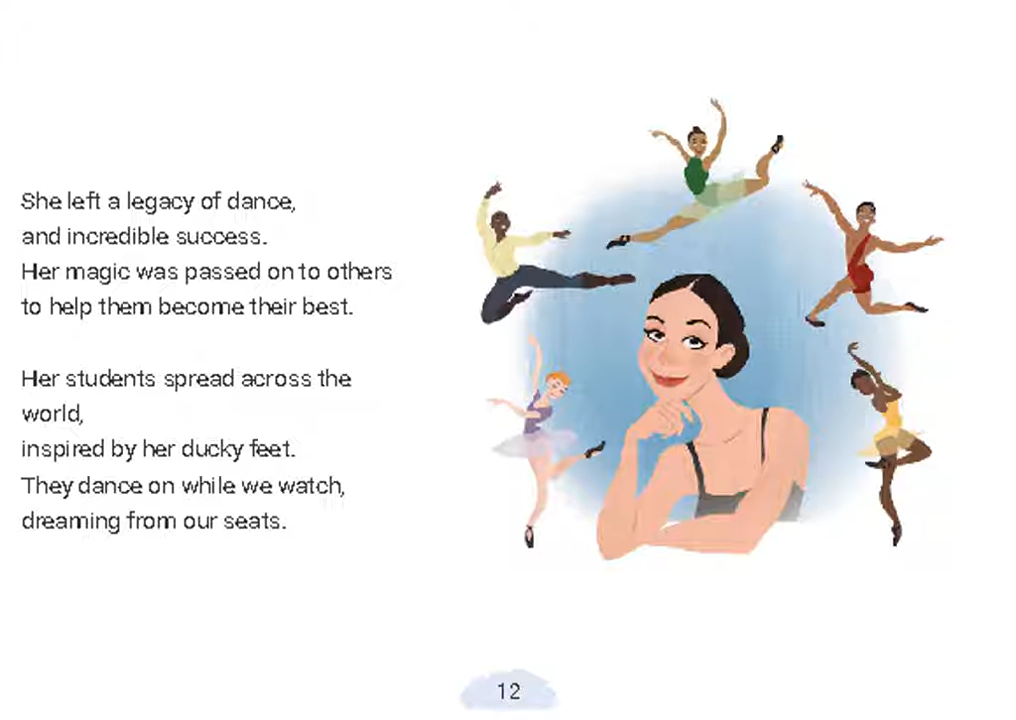 She left a legacy of dance,
and incredible success.
Her magic was passed on to others
to help them become their best.
Her students spread across the
world,
inspired by her ducky feet.
They dance on while we watch,
dreaming from our seats.
12